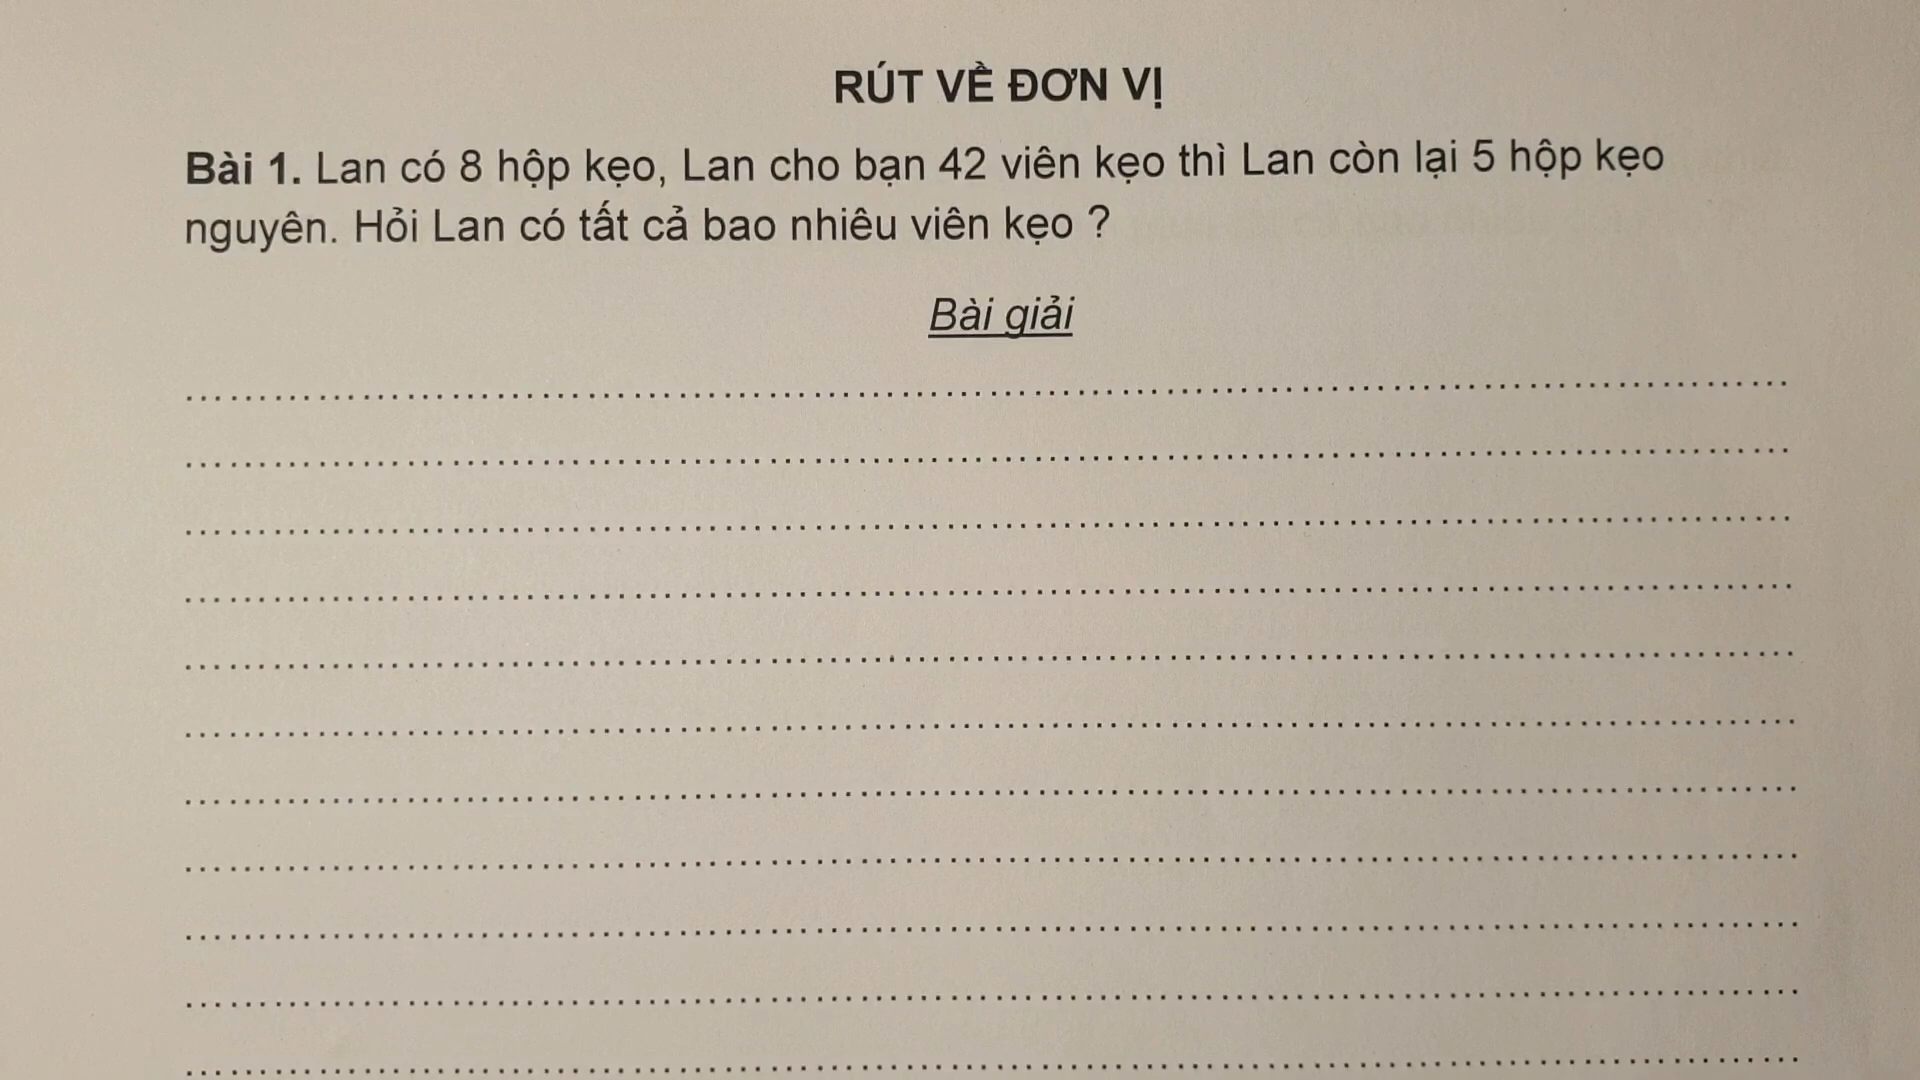 RÚT VỀ ĐƠN VỊ
Bài 1. Lan có 8 hộp kẹo, Lan cho bạn 42 viên kẹo thì Lan còn lại 5 hộp kẹo
nguyên. Hỏi Lan có tất cả bao nhiêu viên kẹo ?
Bài giải